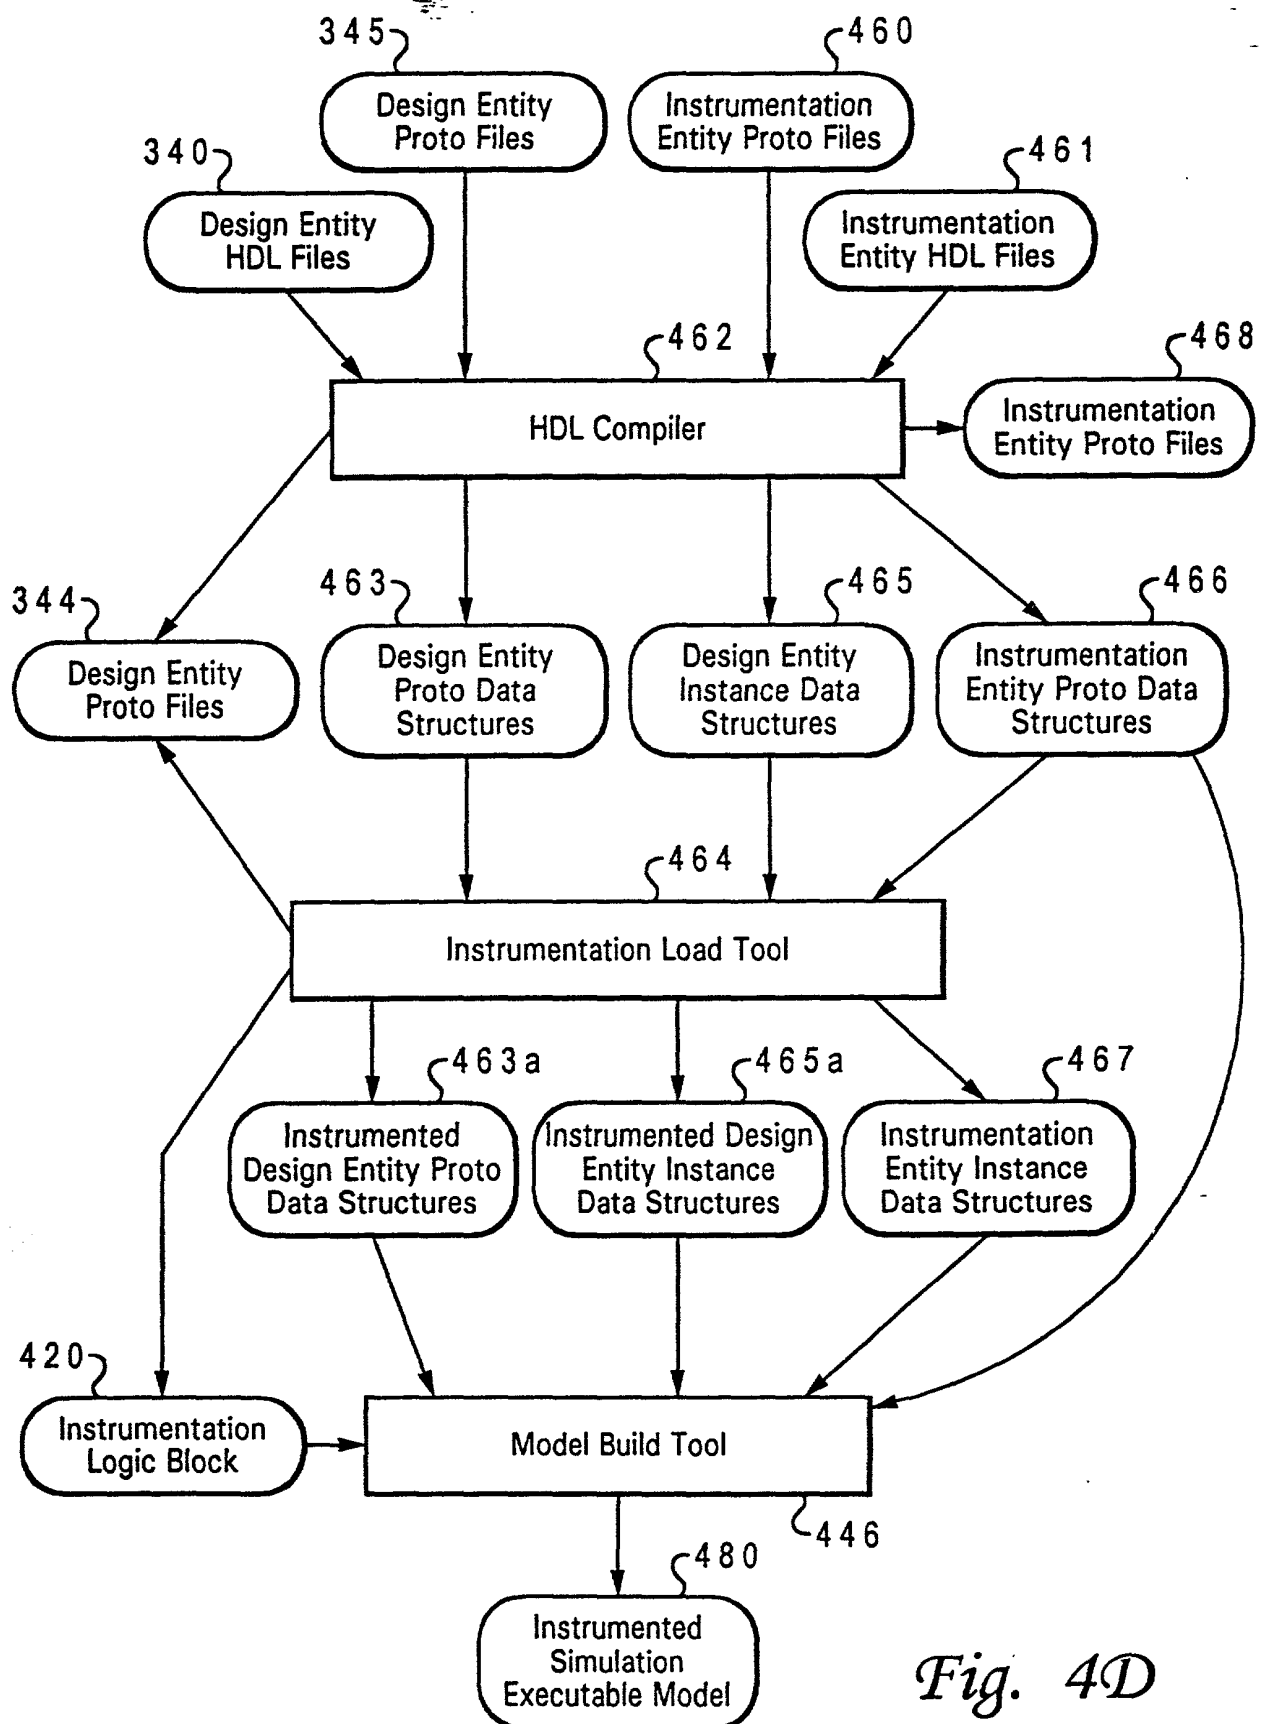 345
460
Design Entity
Proto Files
Instrumentation
Entity Proto Files
340
461
Design Entity
HDL Files
Instrumentation
Entity HDL Files
462
468
HDL Compiler
Instrumentation
Entity Proto Files
344
463
465
466
Design Entity
Proto Files
Design Entity
Proto Data
Structures
Design Entity
Instance Data
Structures
Instrumentation
Entity Proto Data
Structures
464
Instrumentation Load Tool
463a
465a
467
Instrumented
Design Entity Proto
Data Structures
Instrumented Design
Entity Instance
Data Structures
Instrumentation
Entity Instance
Data Structures
420
Instrumentation
Logic Block
Model Build Tool
446
480
Instrumented
Simulation
Executable Model
Fig. 4D